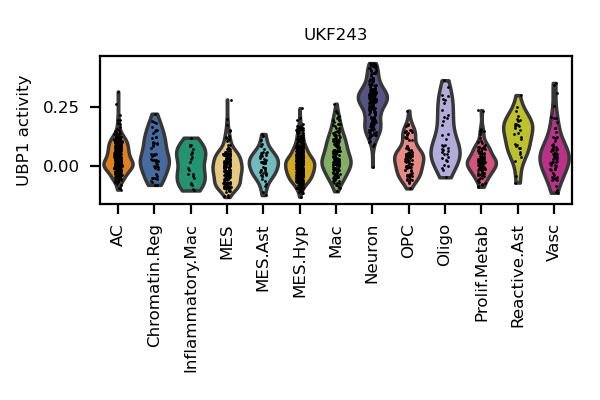 UKF243
UBP1 activity
0.25
0.00
AC
Chromatin.Reg
Inflammatory.Mac
MES
MES.Ast
MES.Hyp
Mac
Neuron
OPC
Oligo
Prolif.Metab
Reactive.Ast
Vasc